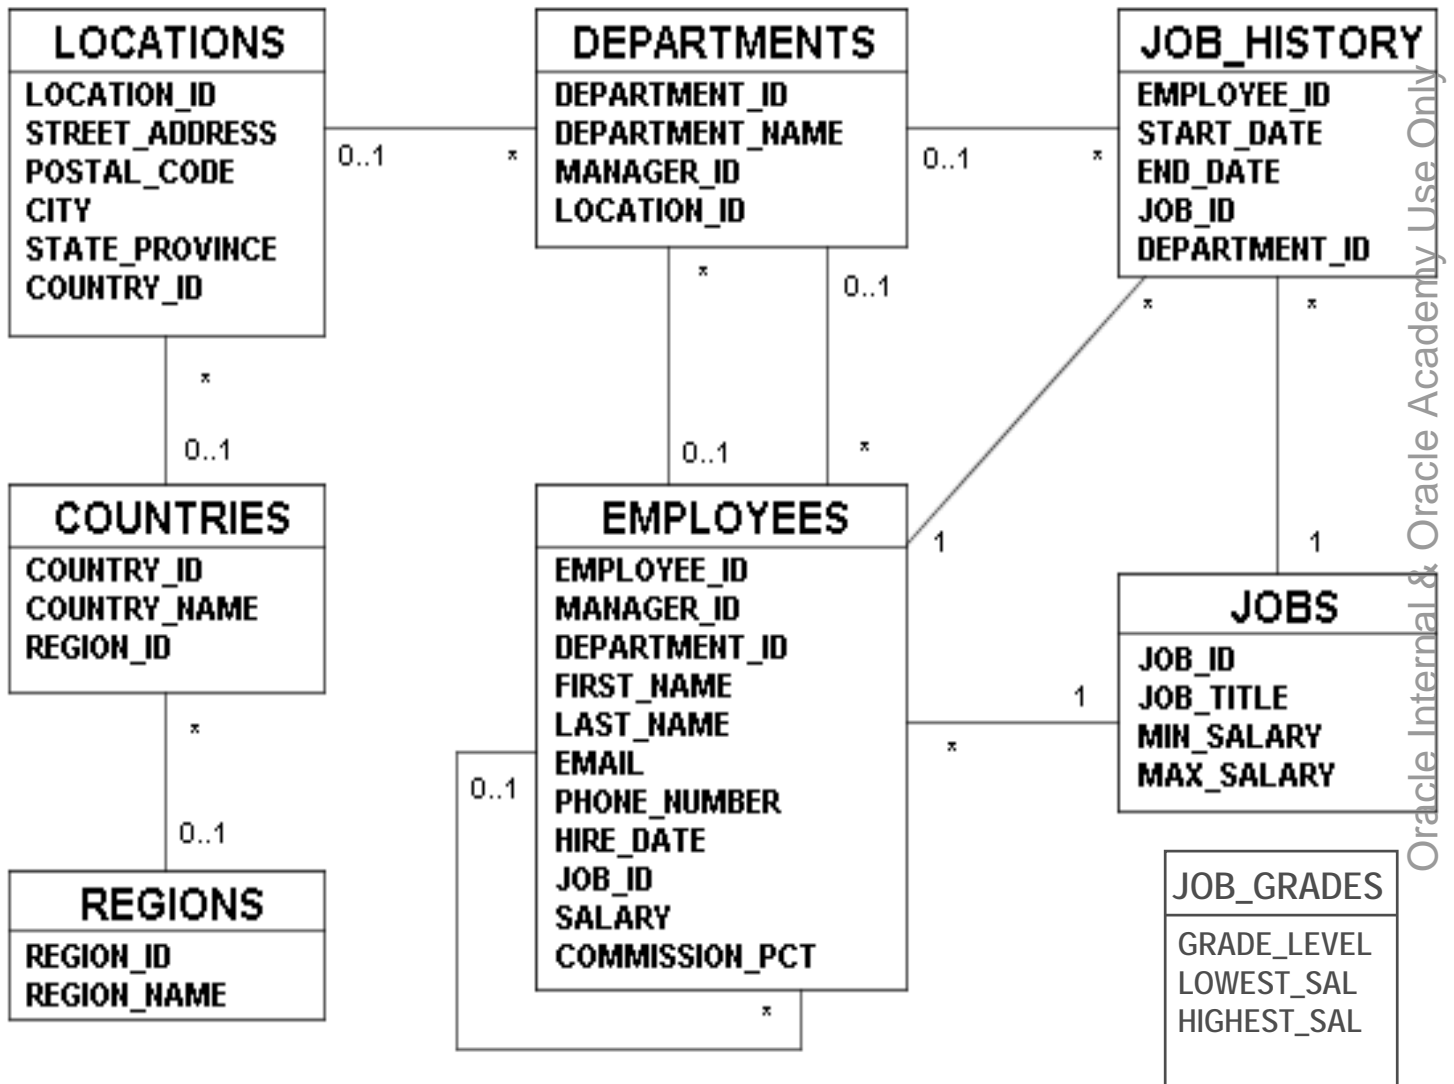 LOCATIONS
LOCATION_ID
STREET_ADDRESS
POSTAL_CODE
CITY
STATE_PROVINCE
COUNTRY_ID
0..1
*
DEPARTMENTS
DEPARTMENT_ID
DEPARTMENT_NAME
MANAGER_ID
LOCATION_ID
0..1
*
JOB_HISTORY
EMPLOYEE_ID
START_DATE
END_DATE
JOB_ID
DEPARTMENT_ID
*
0..1
*
0..1
0..1
*
*
1
*
1
COUNTRIES
COUNTRY_ID
COUNTRY_NAME
REGION_ID
*
0..1
REGIONS
REGION_ID
REGION_NAME
EMPLOYEES
EMPLOYEE_ID
MANAGER_ID
DEPARTMENT_ID
FIRST_NAME
LAST_NAME
EMAIL
PHONE_NUMBER
HIRE_DATE
JOB_ID
SALARY
COMMISSION_PCT
0..1
*
1
*
JOBS
JOB_ID
JOB_TITLE
MIN_SALARY
MAX_SALARY
JOB_GRADES
GRADE_LEVEL
LOWEST_SAL
HIGHEST_SAL
Oracle Internal & Oracle Academy Use Only